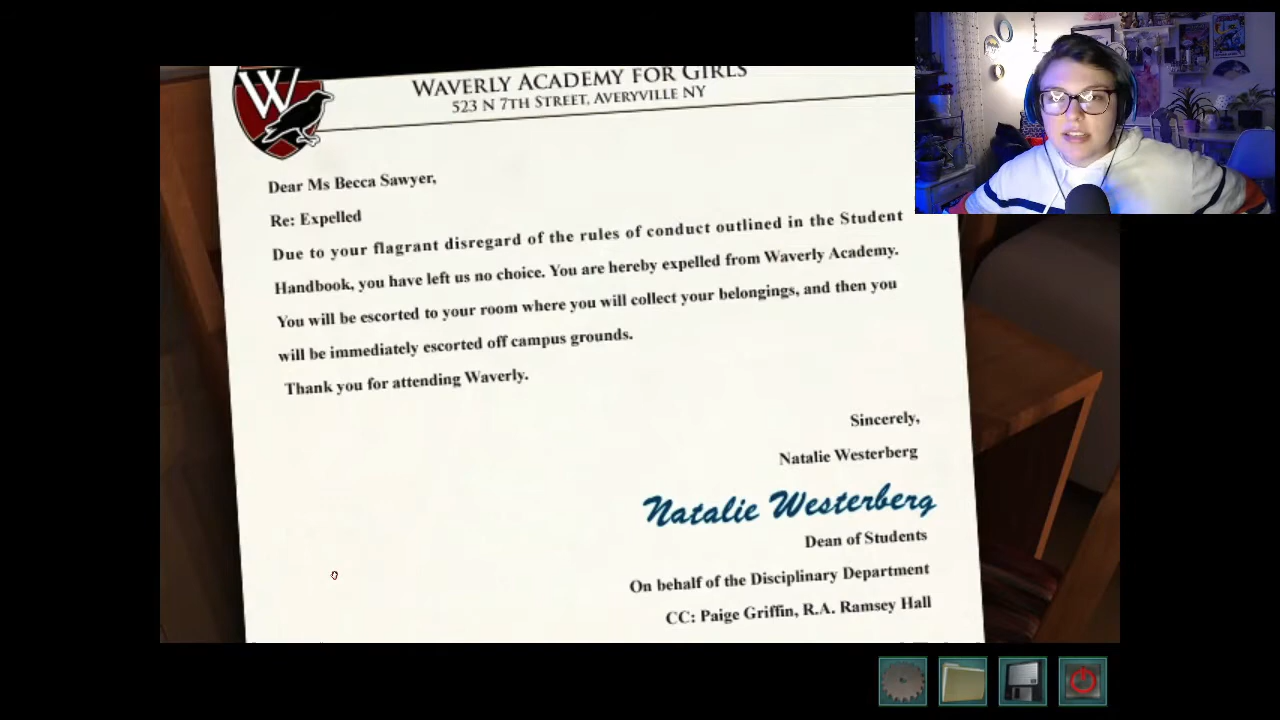 W
WAVERLY ACADEMY FOR GIRLS
523 N 7TH STREET, AVERYVILLE NY
Dear Ms Becca Sawyer,
Re: Expelled
Due to your flagrant disregard of the rules of conduct outlined in the Student
Handbook, you have left us no choice. You are hereby expelled from Waverly Academy.
You will be escorted to your room where you will collect your belongings, and then you
will be immediately escorted off campus grounds.
Thank you for attending Waverly.
Sincerely,
Natalie Westerberg
Natalie Westerberg
Dean of Students
On behalf of the Disciplinary Department
CC: Paige Griffin, R.A. Ramsey Hall